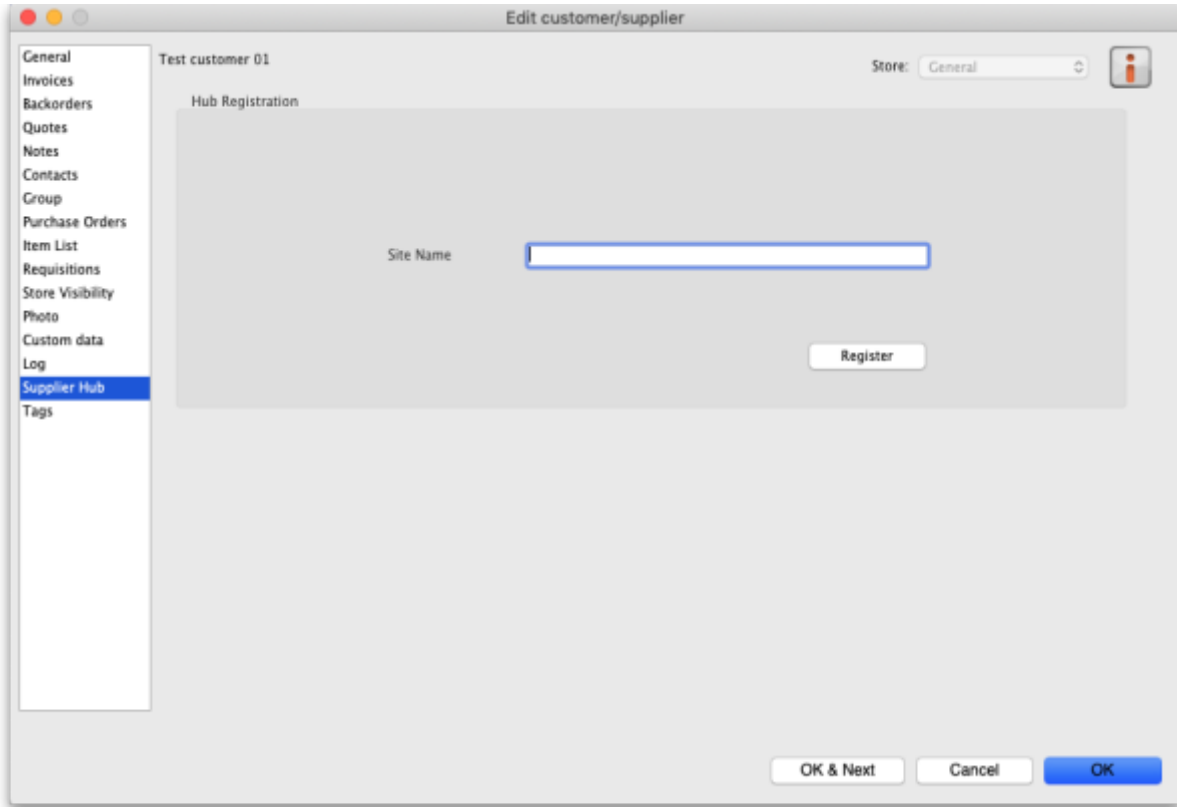 Edit customer/supplier
General
Invoices
Backorders
Quotes
Notes
Contacts
Group
Purchase Orders
Item List
Requisitions
Store Visibility
Photo
Custom data
Log
Supplier Hub
Tags
Test customer 01
Store: General
Hub Registration
Site Name
Register
OK & Next
Cancel
OK